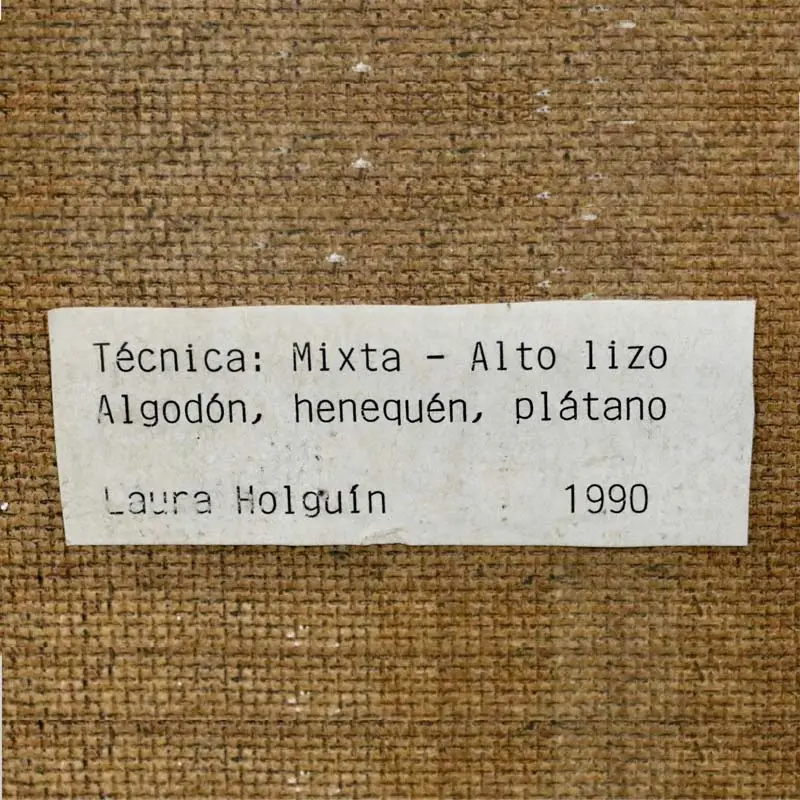 Técnica: Mixta - Alto lizo
Algodón, henequén, plátano
Laura Holguín 1990